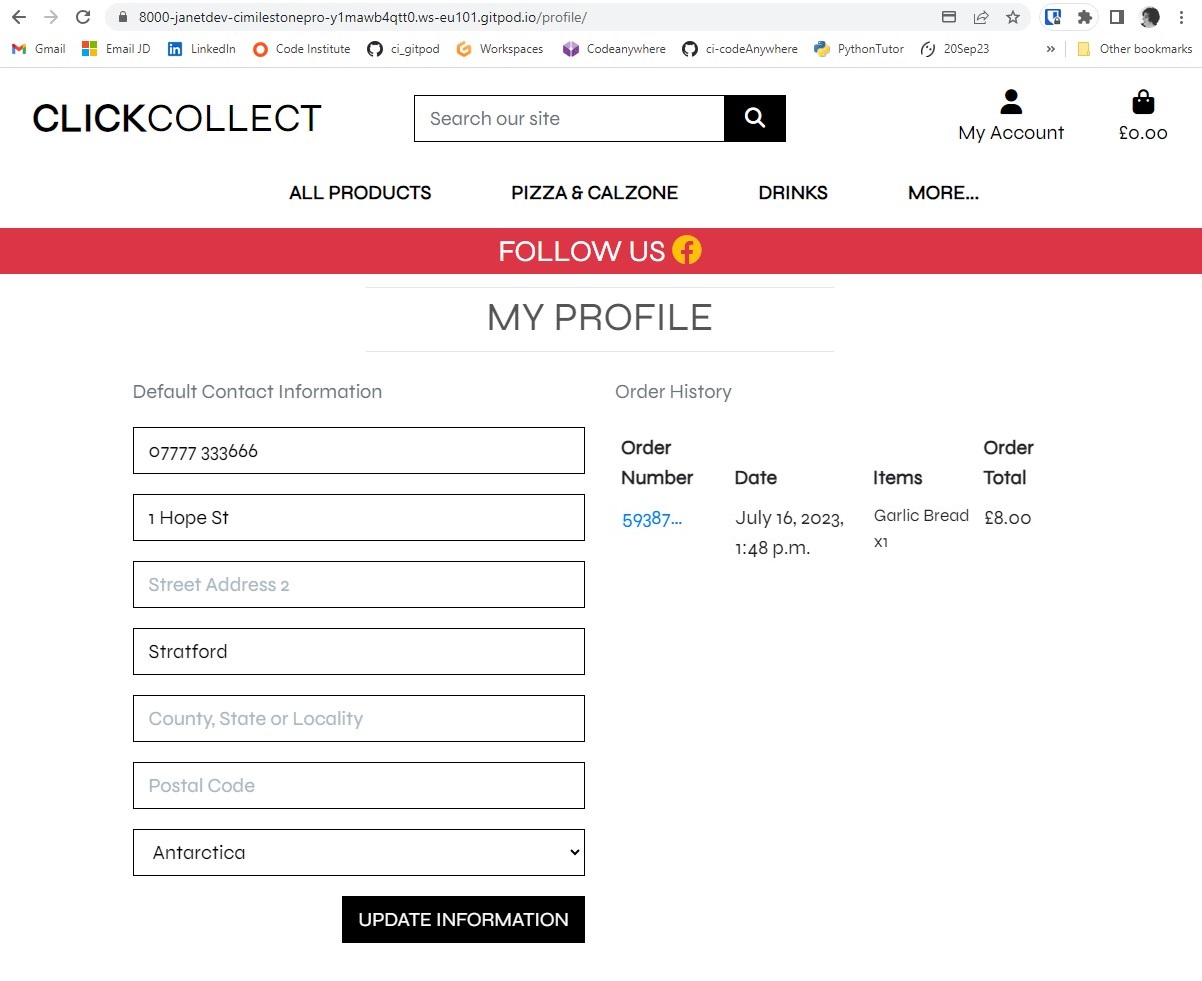 8000-janetdev-cimilestonepro-y1mawb4qtt0.ws-eu101.gitpod.io/profile/
Gmail Email JD LinkedIn Code Institute ci_gitpod Workspaces Codeanywhere ci-codeAnywhere PythonTutor 20Sep23 » Other bookmarks
CLICKCOLLECT
Search our site
My Account
£0.00
ALL PRODUCTS PIZZA & CALZONE DRINKS MORE...
FOLLOW US
MY PROFILE
Default Contact Information
07777 333666
1 Hope St
Street Address 2
Stratford
County, State or Locality
Postal Code
Antarctica
UPDATE INFORMATION
Order History
Order Number Date Items Order Total
59387... July 16, 2023, Garlic Bread £8.00
1:48 p.m. x1